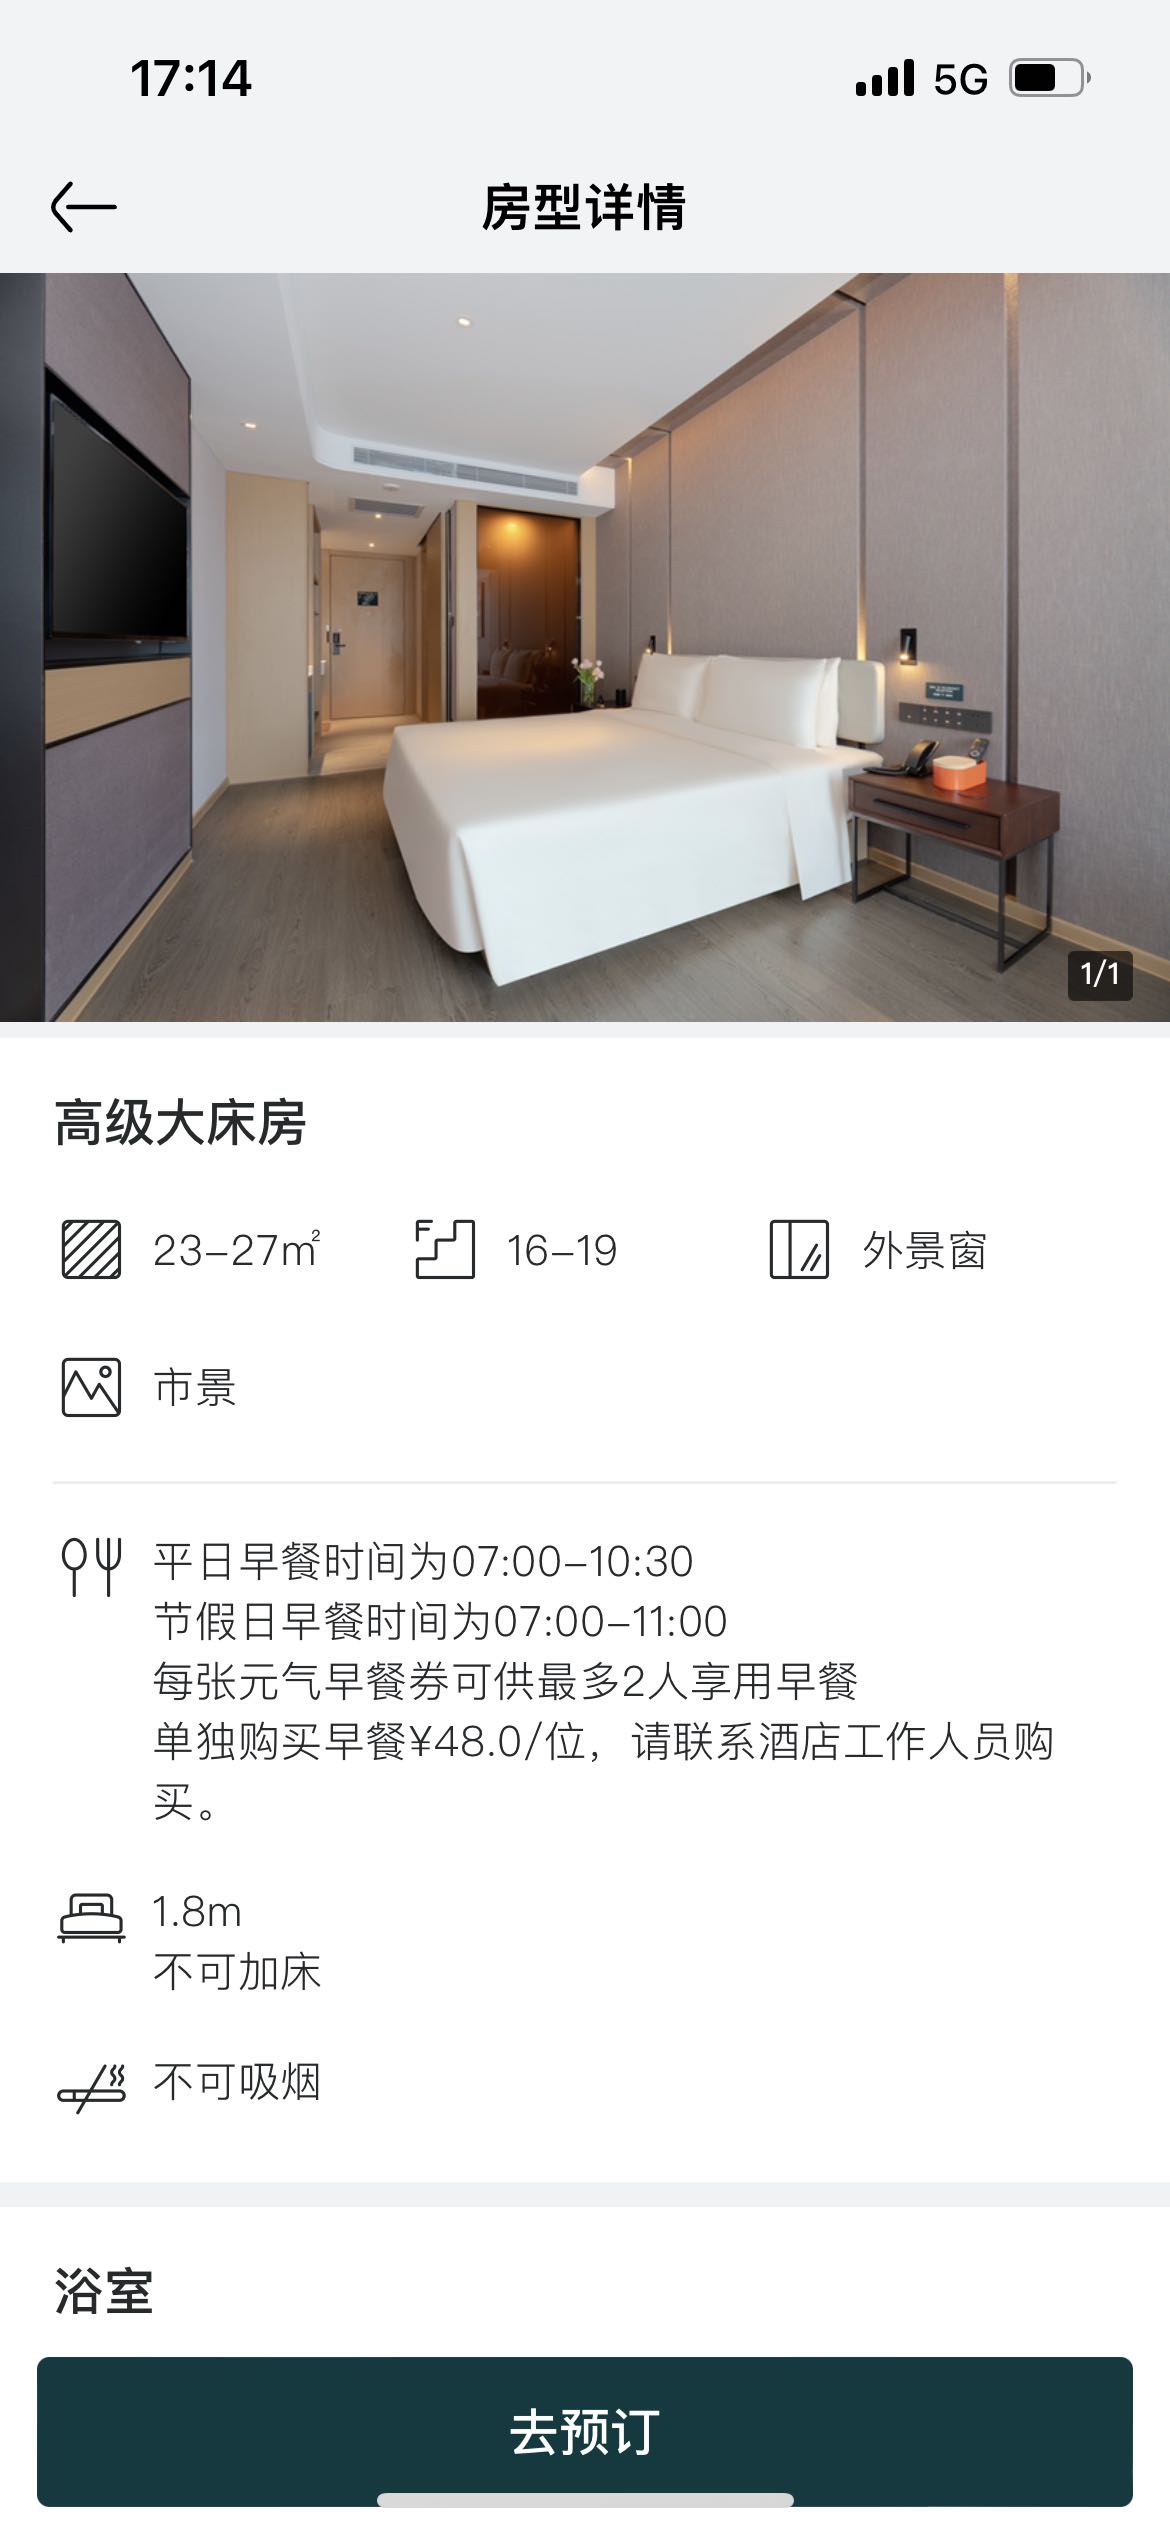 17:14
5G
房型详情
1/1
高级大床房
23-27㎡
16-19
外景窗
市景
平日早餐时间为07:00-10:30
节假日早餐时间为07:00-11:00
每张元气早餐券可供最多2人享用早餐
单独购买早餐¥48.0/位，请联系酒店工作人员购
买。
1.8m
不可加床
不可吸烟
浴室
去预订